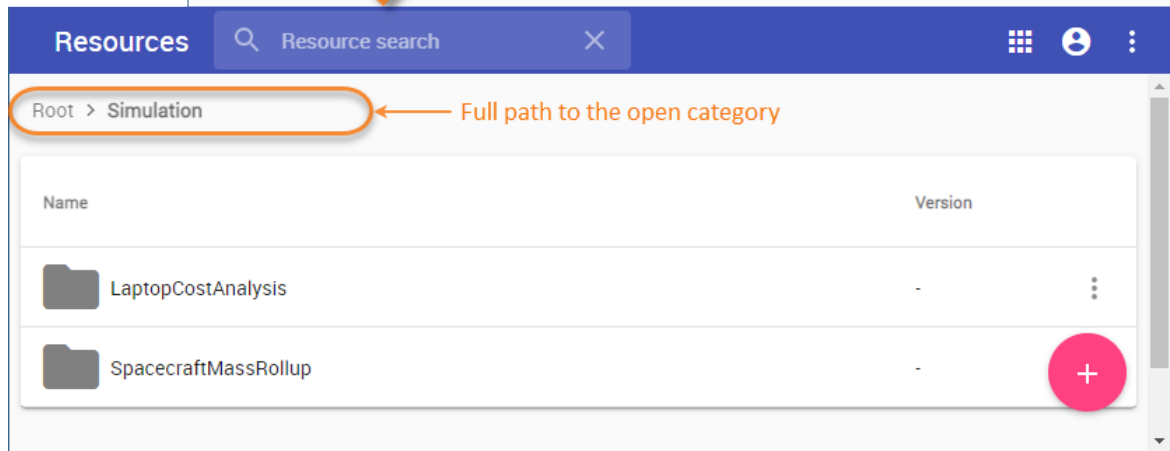 Resources Resource search
Root > Simulation Full path to the open category
Name Version
LaptopCostAnalysis -
SpacecraftMassRollup -